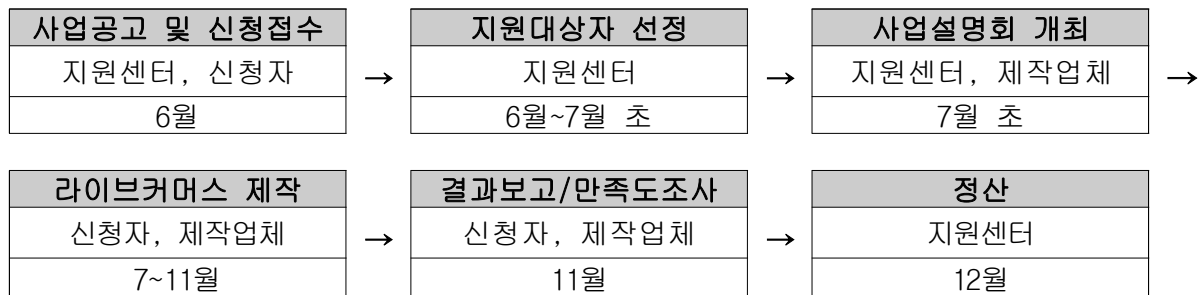 사업공고 및 신청접수 지원대상자 선정 사업설명회 개최
지원센터, 신청자 → 지원센터 → 지원센터, 제작업체 →
6월 6월~7월 초 7월 초
라이브커머스 제작 결과보고/만족도조사 정산
신청자, 제작업체 → 신청자, 제작업체 → 지원센터
7~11월 11월 12월